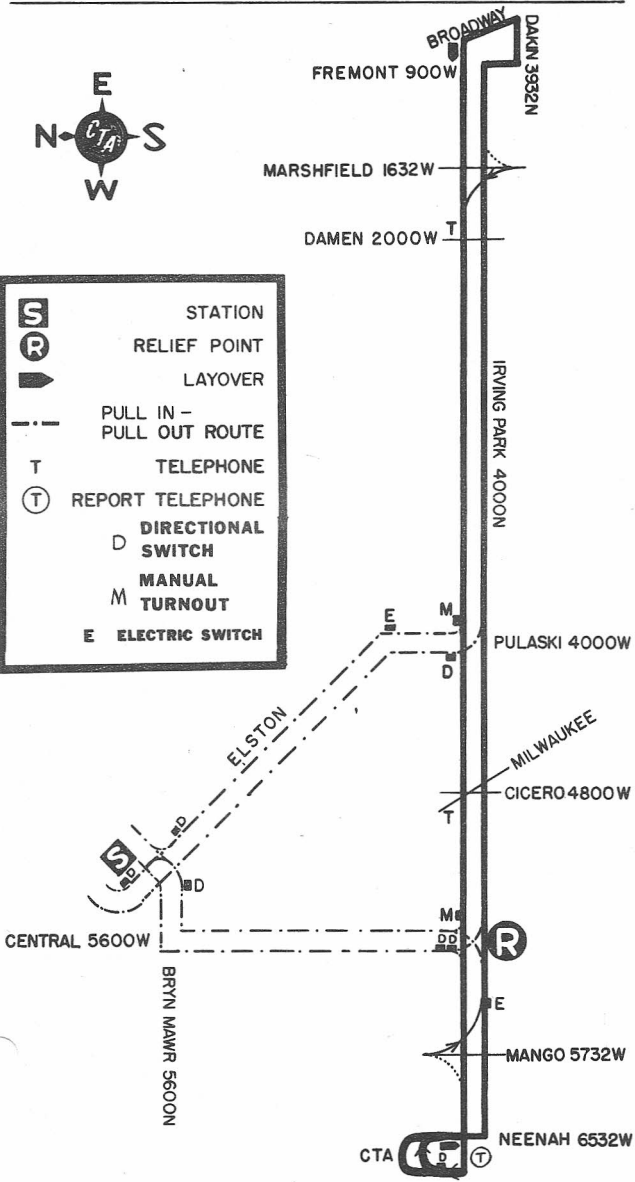 BROADWAY
DAKIN 3932N
FREMONT 900W
E
N CTA S
W
MARSHFIELD 1632W
T
DAMEN 2000W
S STATION
R RELIEF POINT
LAYOVER
PULL IN -
PULL OUT ROUTE
T TELEPHONE
T REPORT TELEPHONE
D DIRECTIONAL
SWITCH
M MANUAL
TURNOUT
E ELECTRIC SWITCH
IRVING PARK 4000N
E
M
PULASKI 4000W
D
ELSTON
MILWAUKEE
CICERO 4800W
T
D
S
D
D
M
CENTRAL 5600W
D D
R
BRYN MAWR 5600N
E
MANGO 5732W
NEENAH 6532W
CTA
D
T